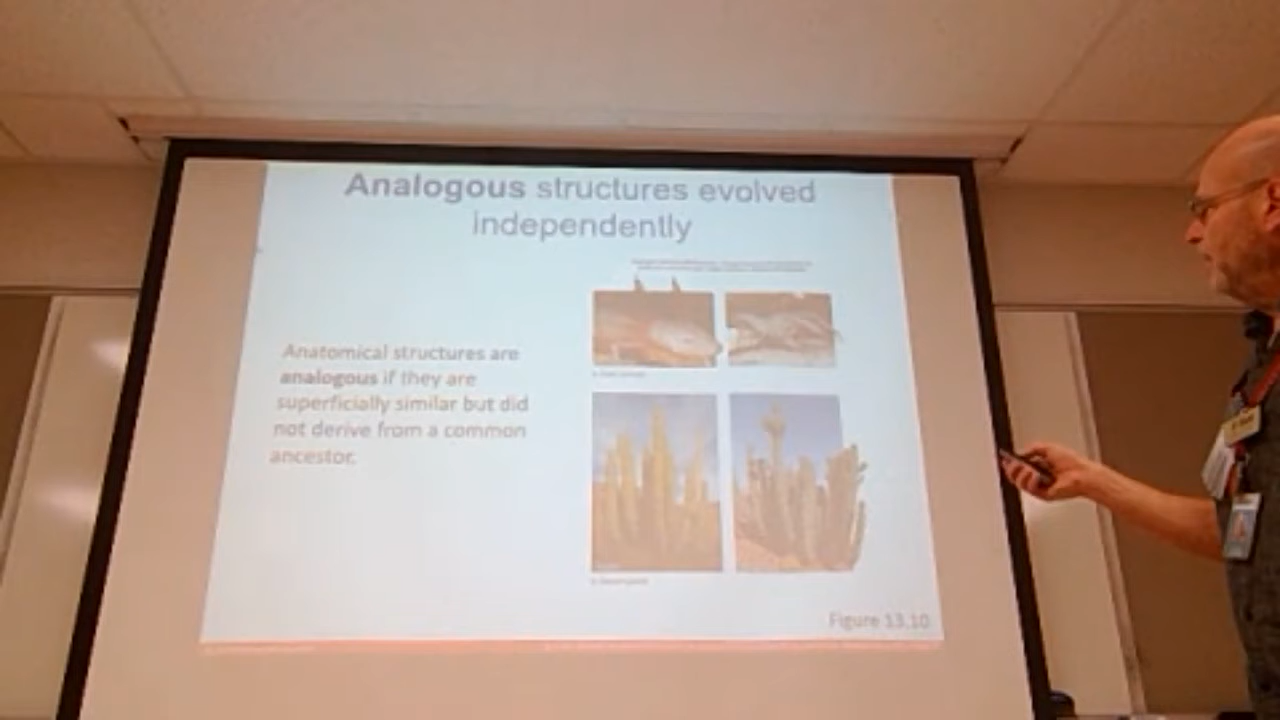 Analogous structures evolved
independently
Anatomical structures are
analogous if they are
superficially similar but did
not derive from a common
ancestor.
Figure 13.10